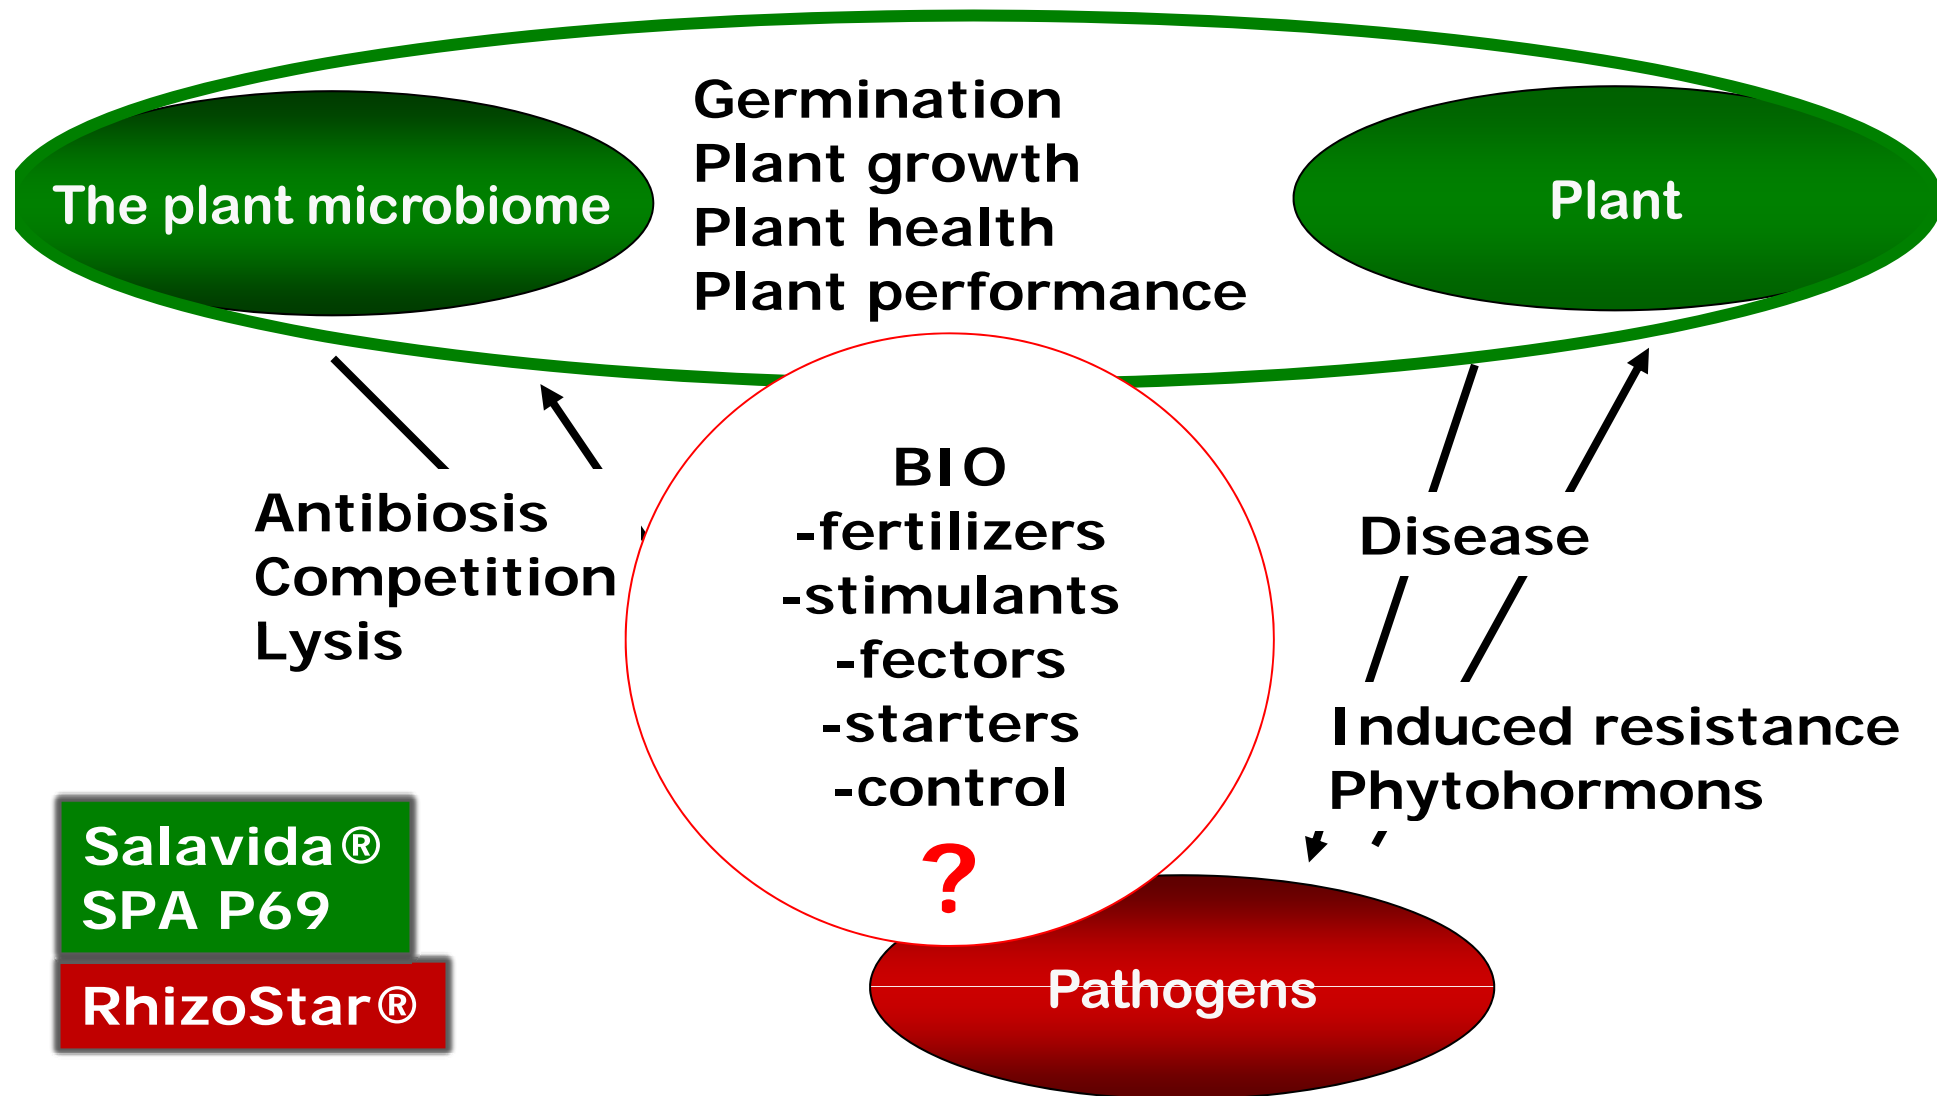 Germination
Plant growth
Plant health
Plant performance
The plant microbiome
Plant
BIO
-fertilizers
-stimulants
-fectors
-starters
-control
?
Antibiosis
Competition
Lysis
Disease
Induced resistance
Phytohormons
Salavida®
SPA P69
RhizoStar®
Pathogens